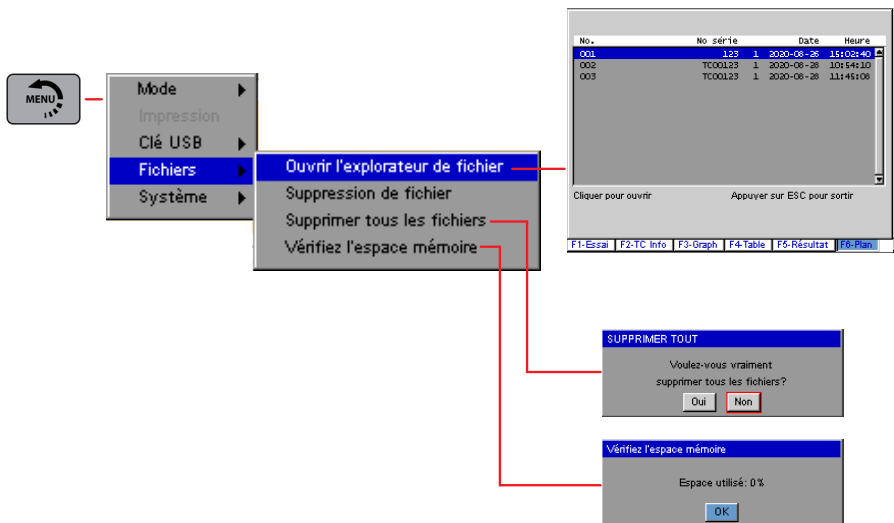 MENU
Mode
Impression
Clé USB
Fichiers
Système
Ouvrir l'explorateur de fichier
Suppression de fichier
Supprimer tous les fichiers
Vérifiez l'espace mémoire
No. No série Date Heure
001 123 1 2020-08-26 15:02:40
002 TC00123 1 2020-08-28 10:54:10
003 TC00123 1 2020-08-28 11:45:08
Cliquer pour ouvrir Appuyer sur ESC pour sortir
F1-Essai F2-TC Info F3-Graph F4-Table F5-Résultat F6-Plan
SUPPRIMER TOUT
Voulez-vous vraiment
supprimer tous les fichiers?
Oui Non
Vérifiez l'espace mémoire
Espace utilisé: 0%
OK